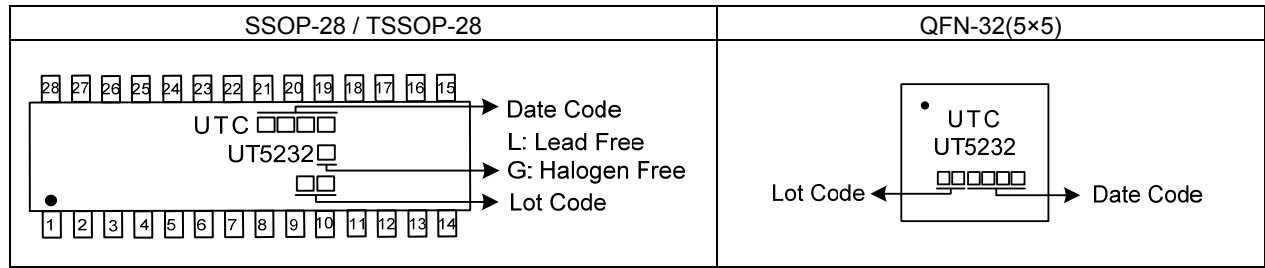 SSOP-28 / TSSOP-28
QFN-32(5×5)
28 27 26 25 24 23 22 21 20 19 18 17 16 15
UTC
Date Code
L: Lead Free
UT5232
G: Halogen Free
Lot Code
1 2 3 4 5 6 7 8 9 10 11 12 13 14
UTC
UT5232
Lot Code
Date Code